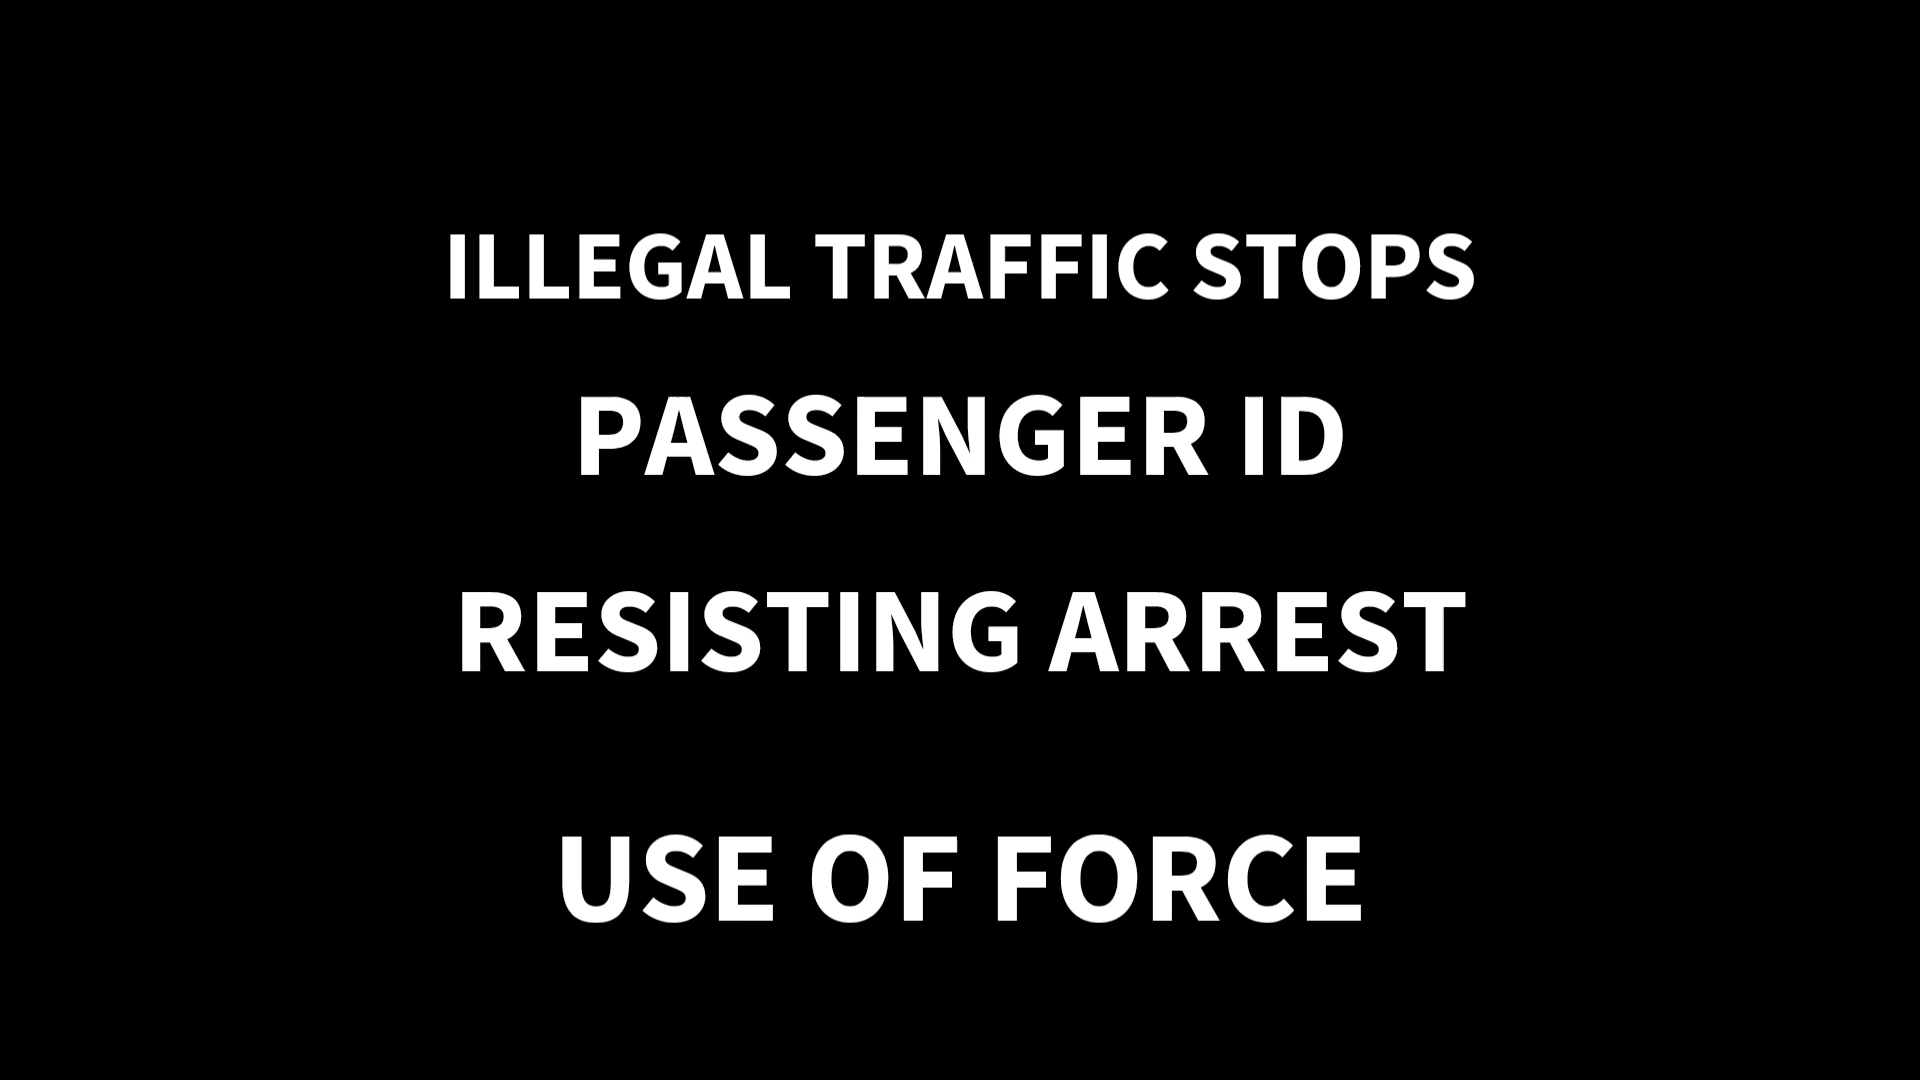 ILLEGAL TRAFFIC STOPS
PASSENGER ID
RESISTING ARREST
USE OF FORCE